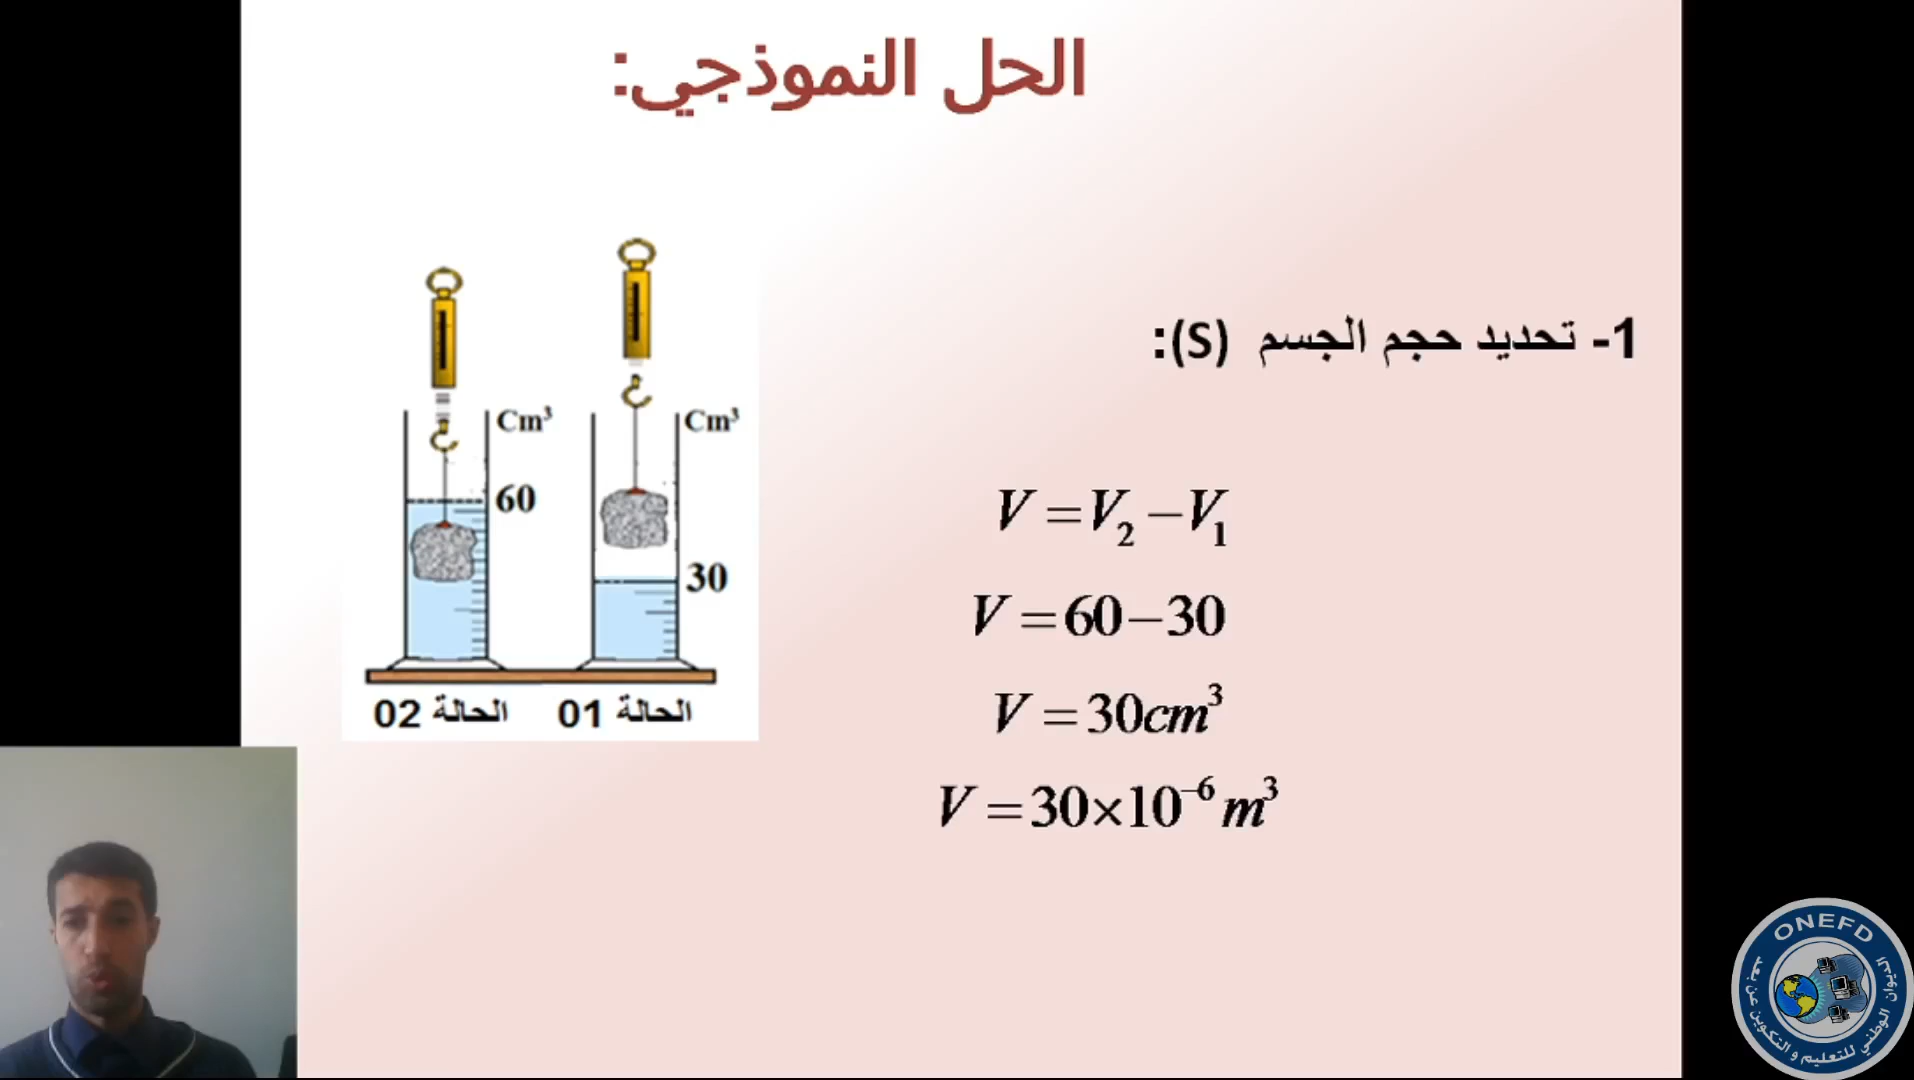 الحل النموذجي:
1- تحديد حجم الجسم (S):
Cm³
Cm³
60
30
الحالة 01
الحالة 02
V = V₂ − V₁
V = 60 − 30
V = 30cm³
V = 30×10⁻⁶ m³
ONEFD
الديوان الوطني للتعليم و التكوين عن بعد